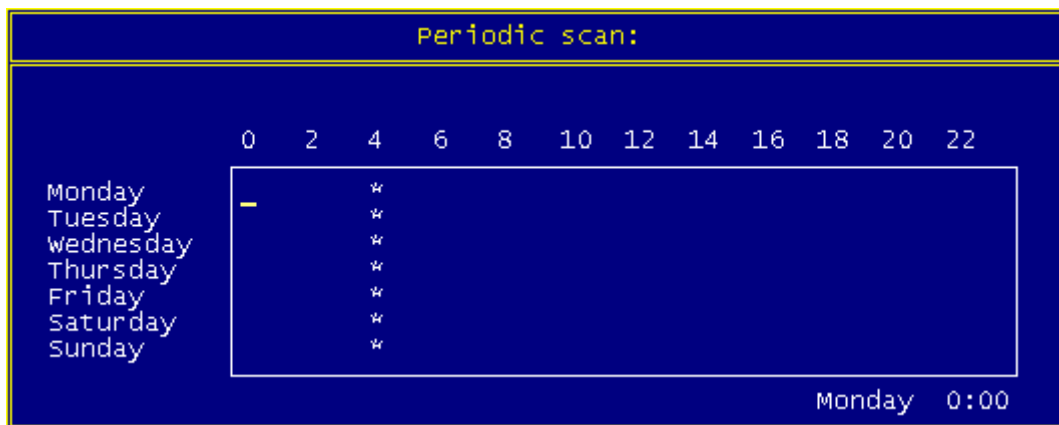 Periodic scan:
0 2 4 6 8 10 12 14 16 18 20 22
Monday *
Tuesday *
Wednesday *
Thursday *
Friday *
Saturday *
Sunday *
Monday 0:00